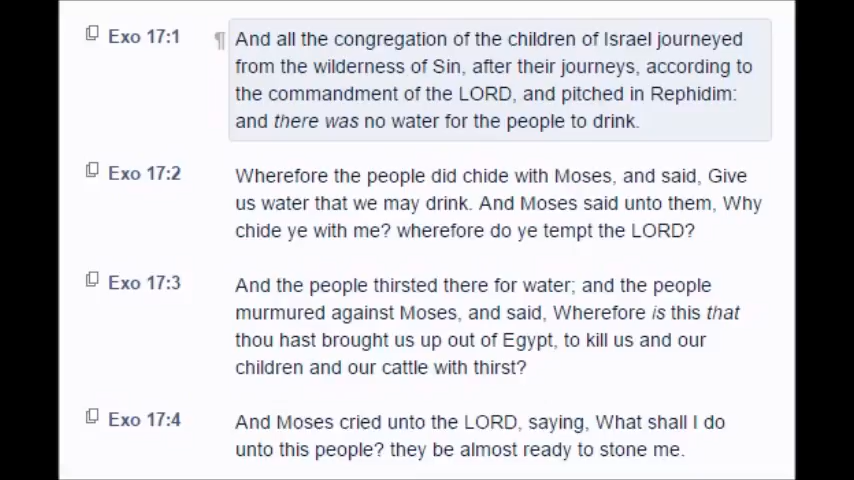 Exo 17:1 ¶ And all the congregation of the children of Israel journeyed
from the wilderness of Sin, after their journeys, according to
the commandment of the LORD, and pitched in Rephidim:
and there was no water for the people to drink.
Exo 17:2 Wherefore the people did chide with Moses, and said, Give
us water that we may drink. And Moses said unto them, Why
chide ye with me? wherefore do ye tempt the LORD?
Exo 17:3 And the people thirsted there for water; and the people
murmured against Moses, and said, Wherefore is this that
thou hast brought us up out of Egypt, to kill us and our
children and our cattle with thirst?
Exo 17:4 And Moses cried unto the LORD, saying, What shall I do
unto this people? they be almost ready to stone me.